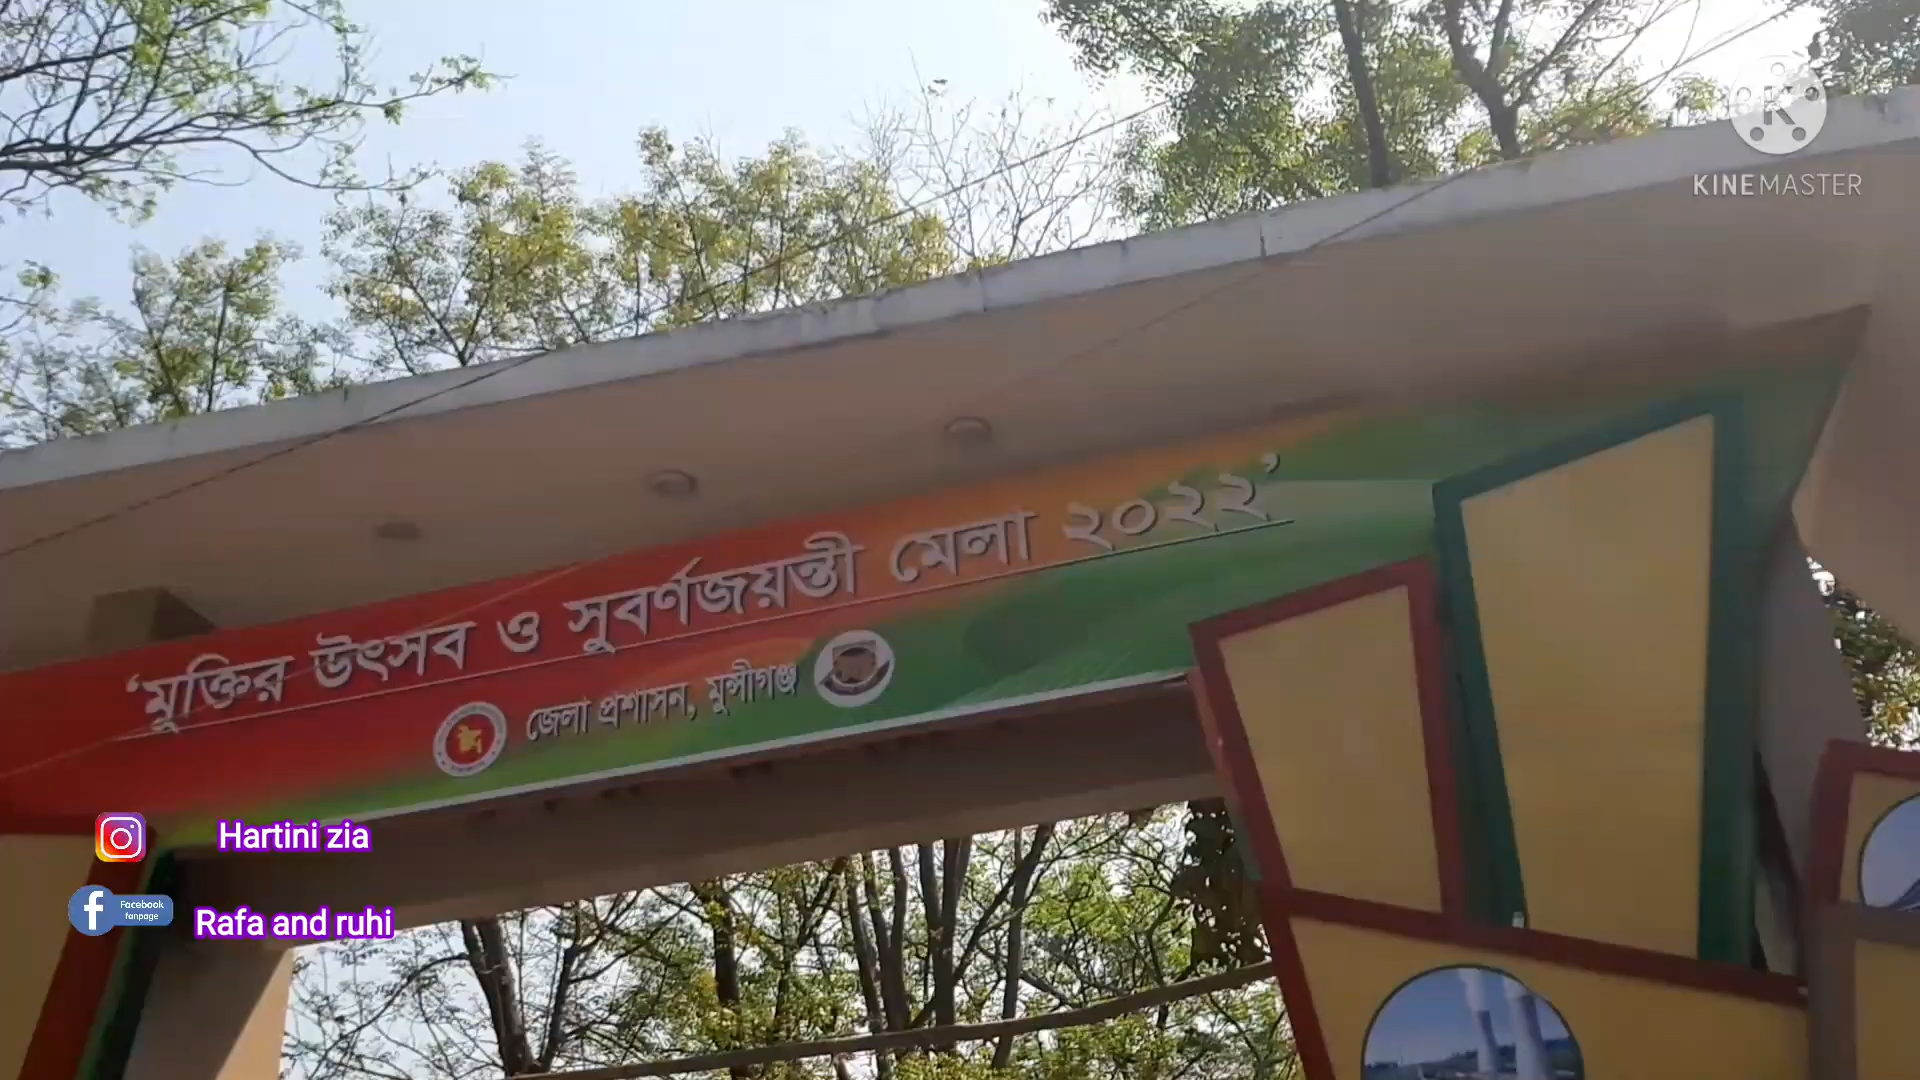 KINEMASTER
‘মুক্তির উৎসব ও সুবর্ণজয়ন্তী মেলা ২০২২’
জেলা প্রশাসন, মুন্সীগঞ্জ
Hartini zia
Facebook
fanpage
Rafa and ruhi